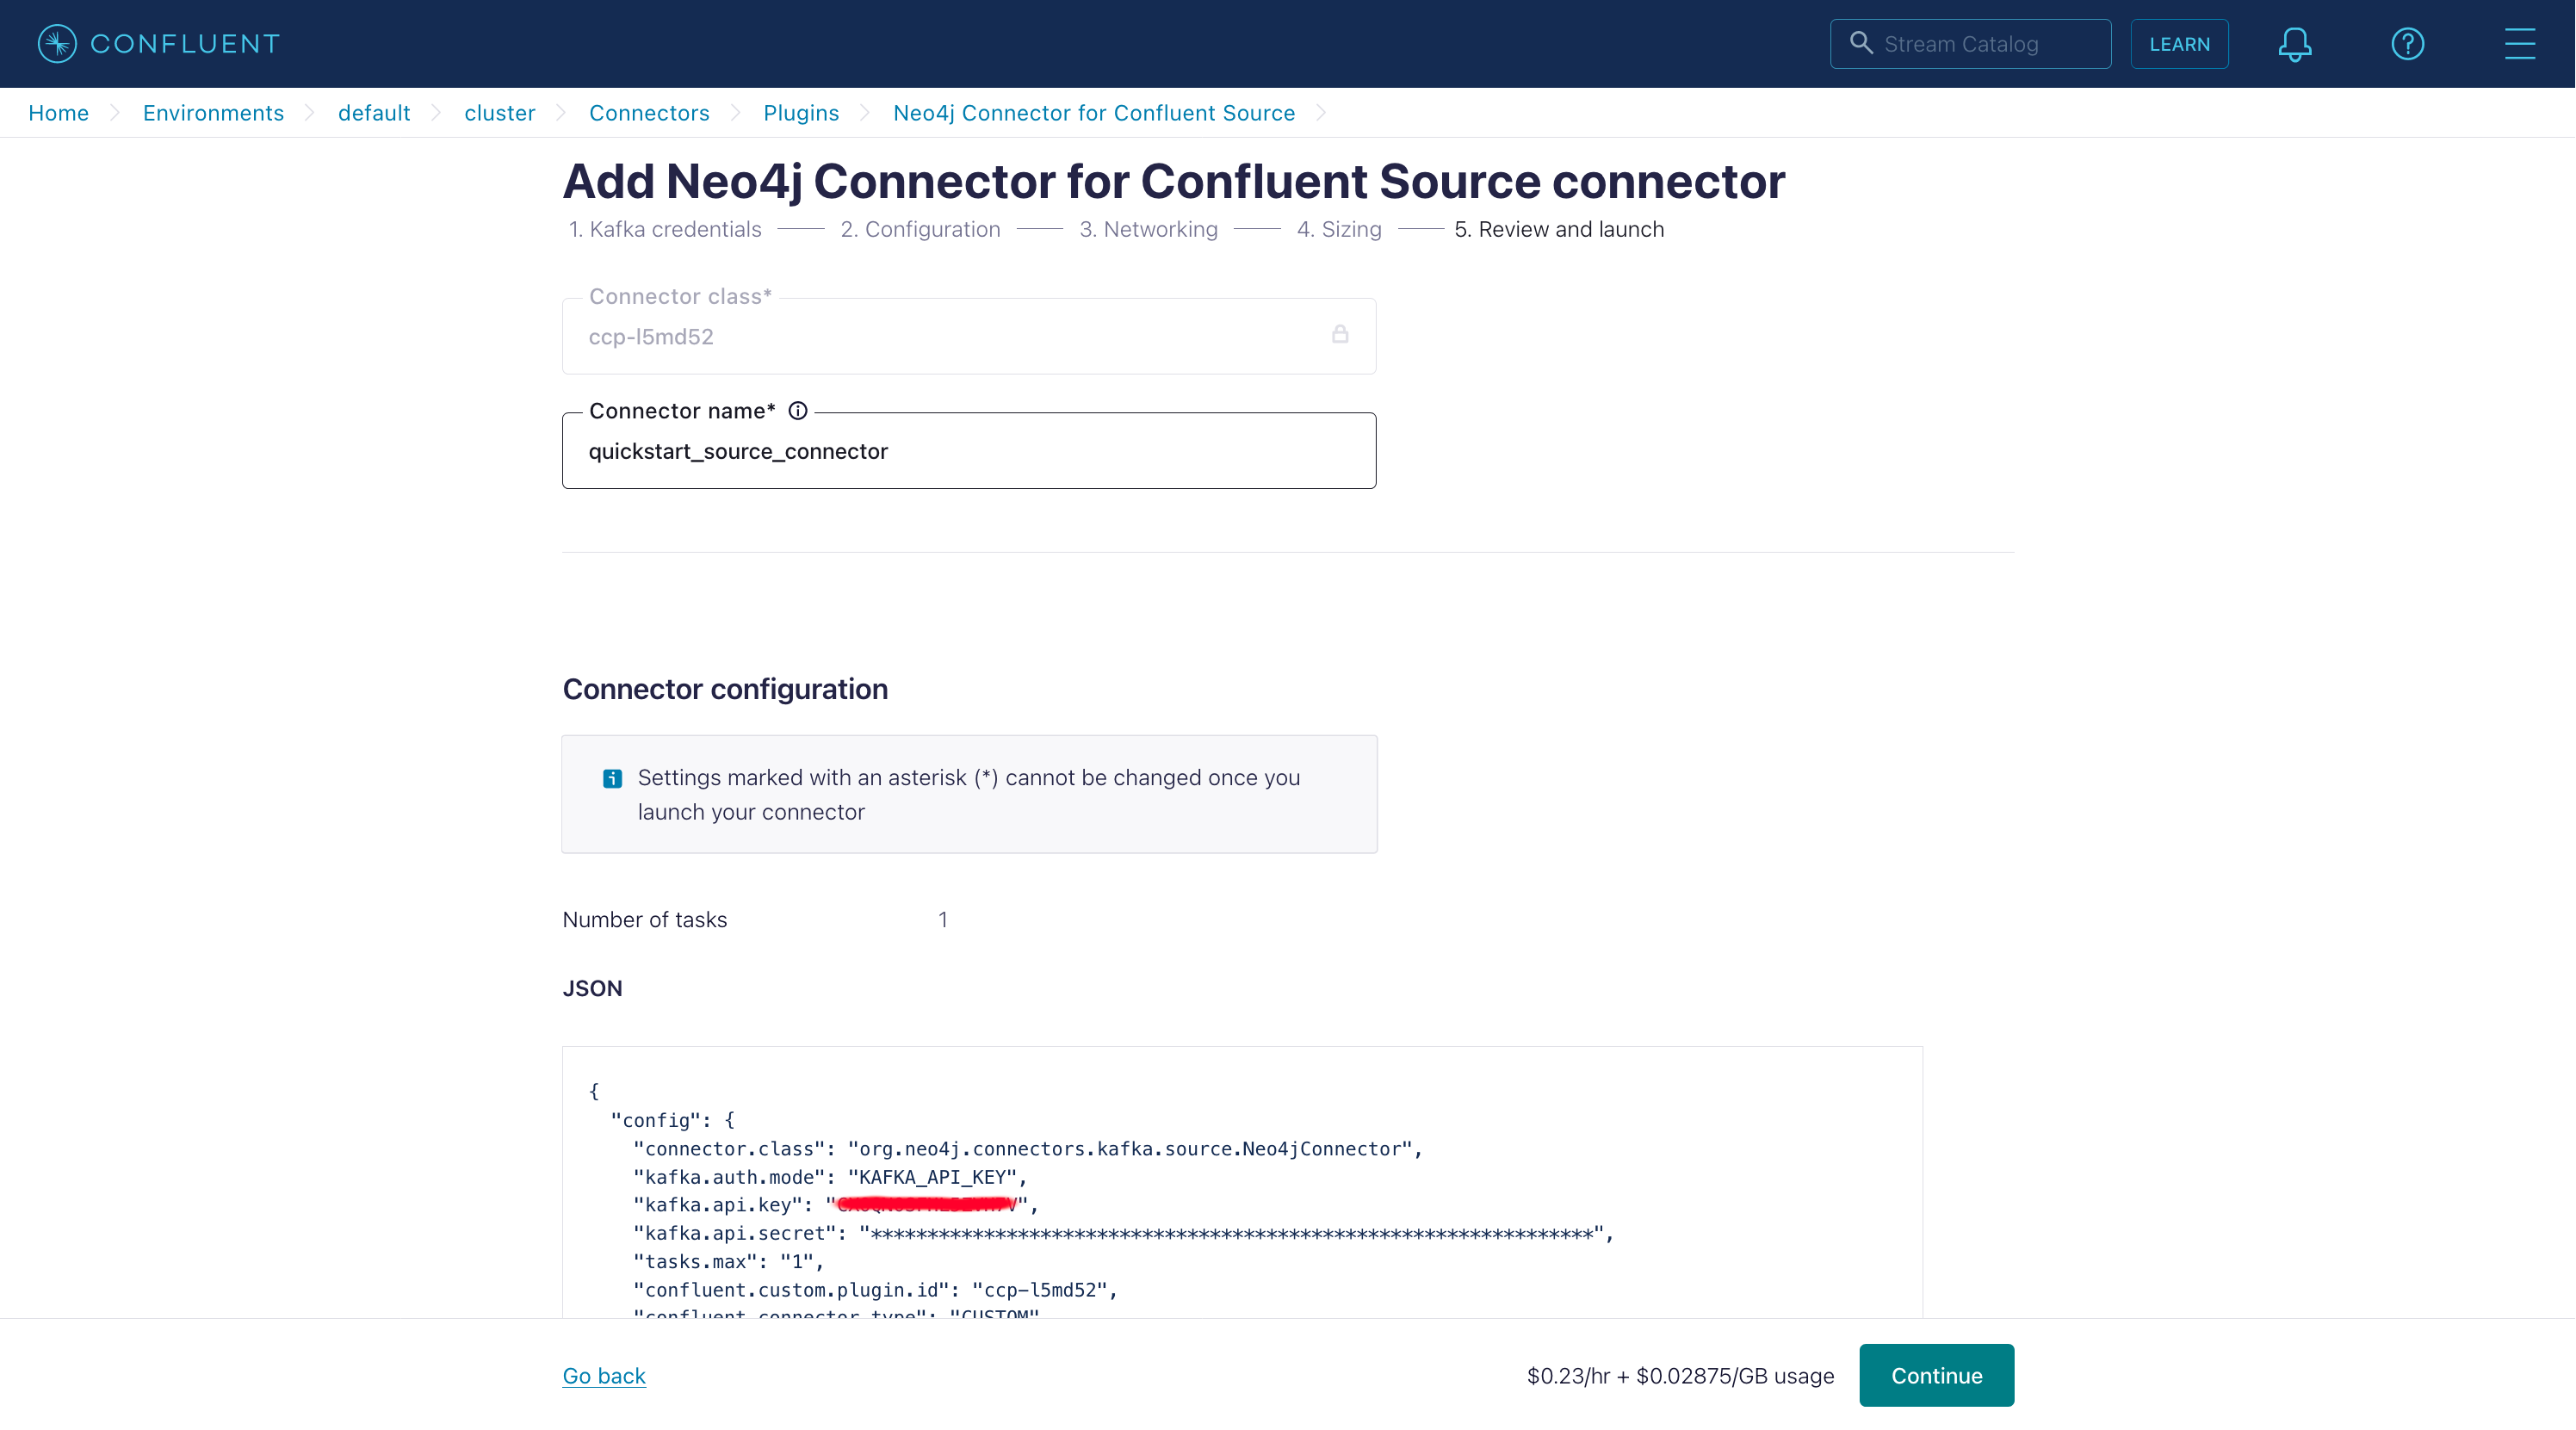 CONFLUENT
Stream Catalog
LEARN
Home
Environments
default
cluster
Connectors
Plugins
Neo4j Connector for Confluent Source
Add Neo4j Connector for Confluent Source connector
1. Kafka credentials
2. Configuration
3. Networking
4. Sizing
5. Review and launch
Connector class*
ccp-l5md52
Connector name*
quickstart_source_connector
Connector configuration
Settings marked with an asterisk (*) cannot be changed once you
launch your connector
Number of tasks 1
JSON
{
"config": {
"connector.class": "org.neo4j.connectors.kafka.source.Neo4jConnector",
"kafka.auth.mode": "KAFKA_API_KEY",
"kafka.api.key": "",
"kafka.api.secret": "****************************************************************",
"tasks.max": "1",
"confluent.custom.plugin.id": "ccp-l5md52",
"confluent.connector.type": "CUSTOM"
Go back
$0.23/hr + $0.02875/GB usage
Continue